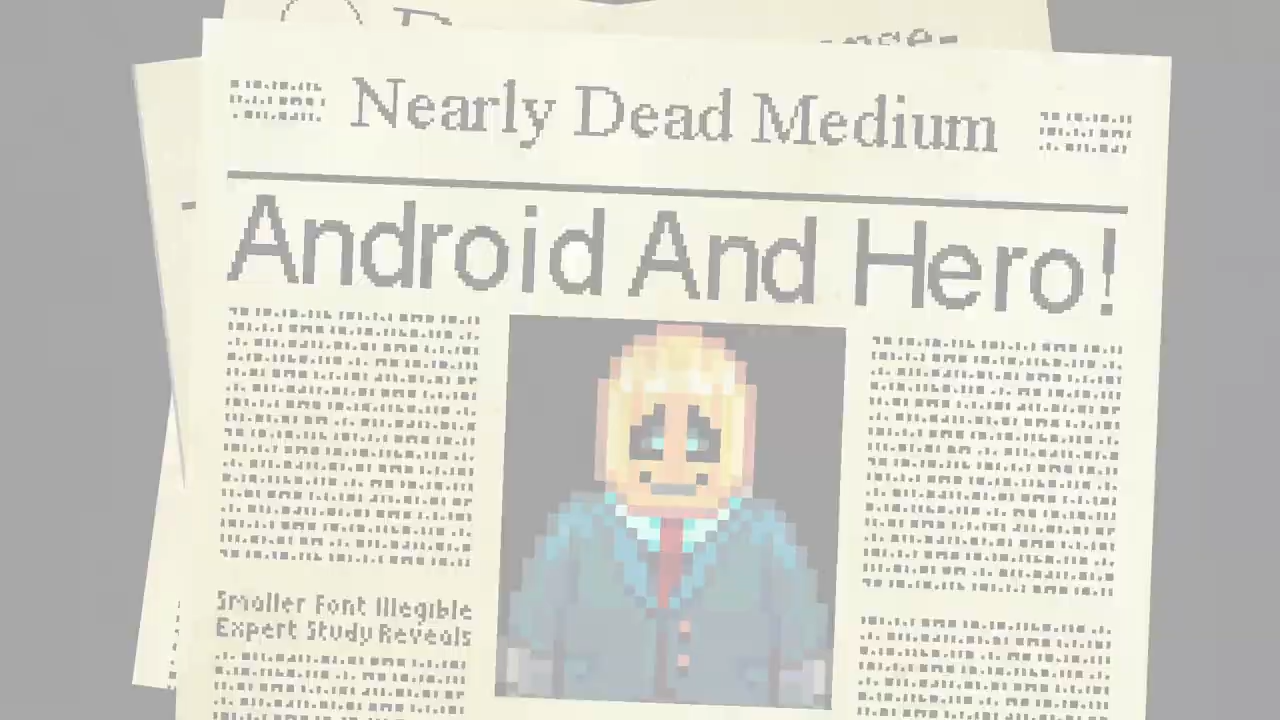 Nearly Dead Medium
Android And Hero!
Smaller Font Illegible
Expert Study Reveals